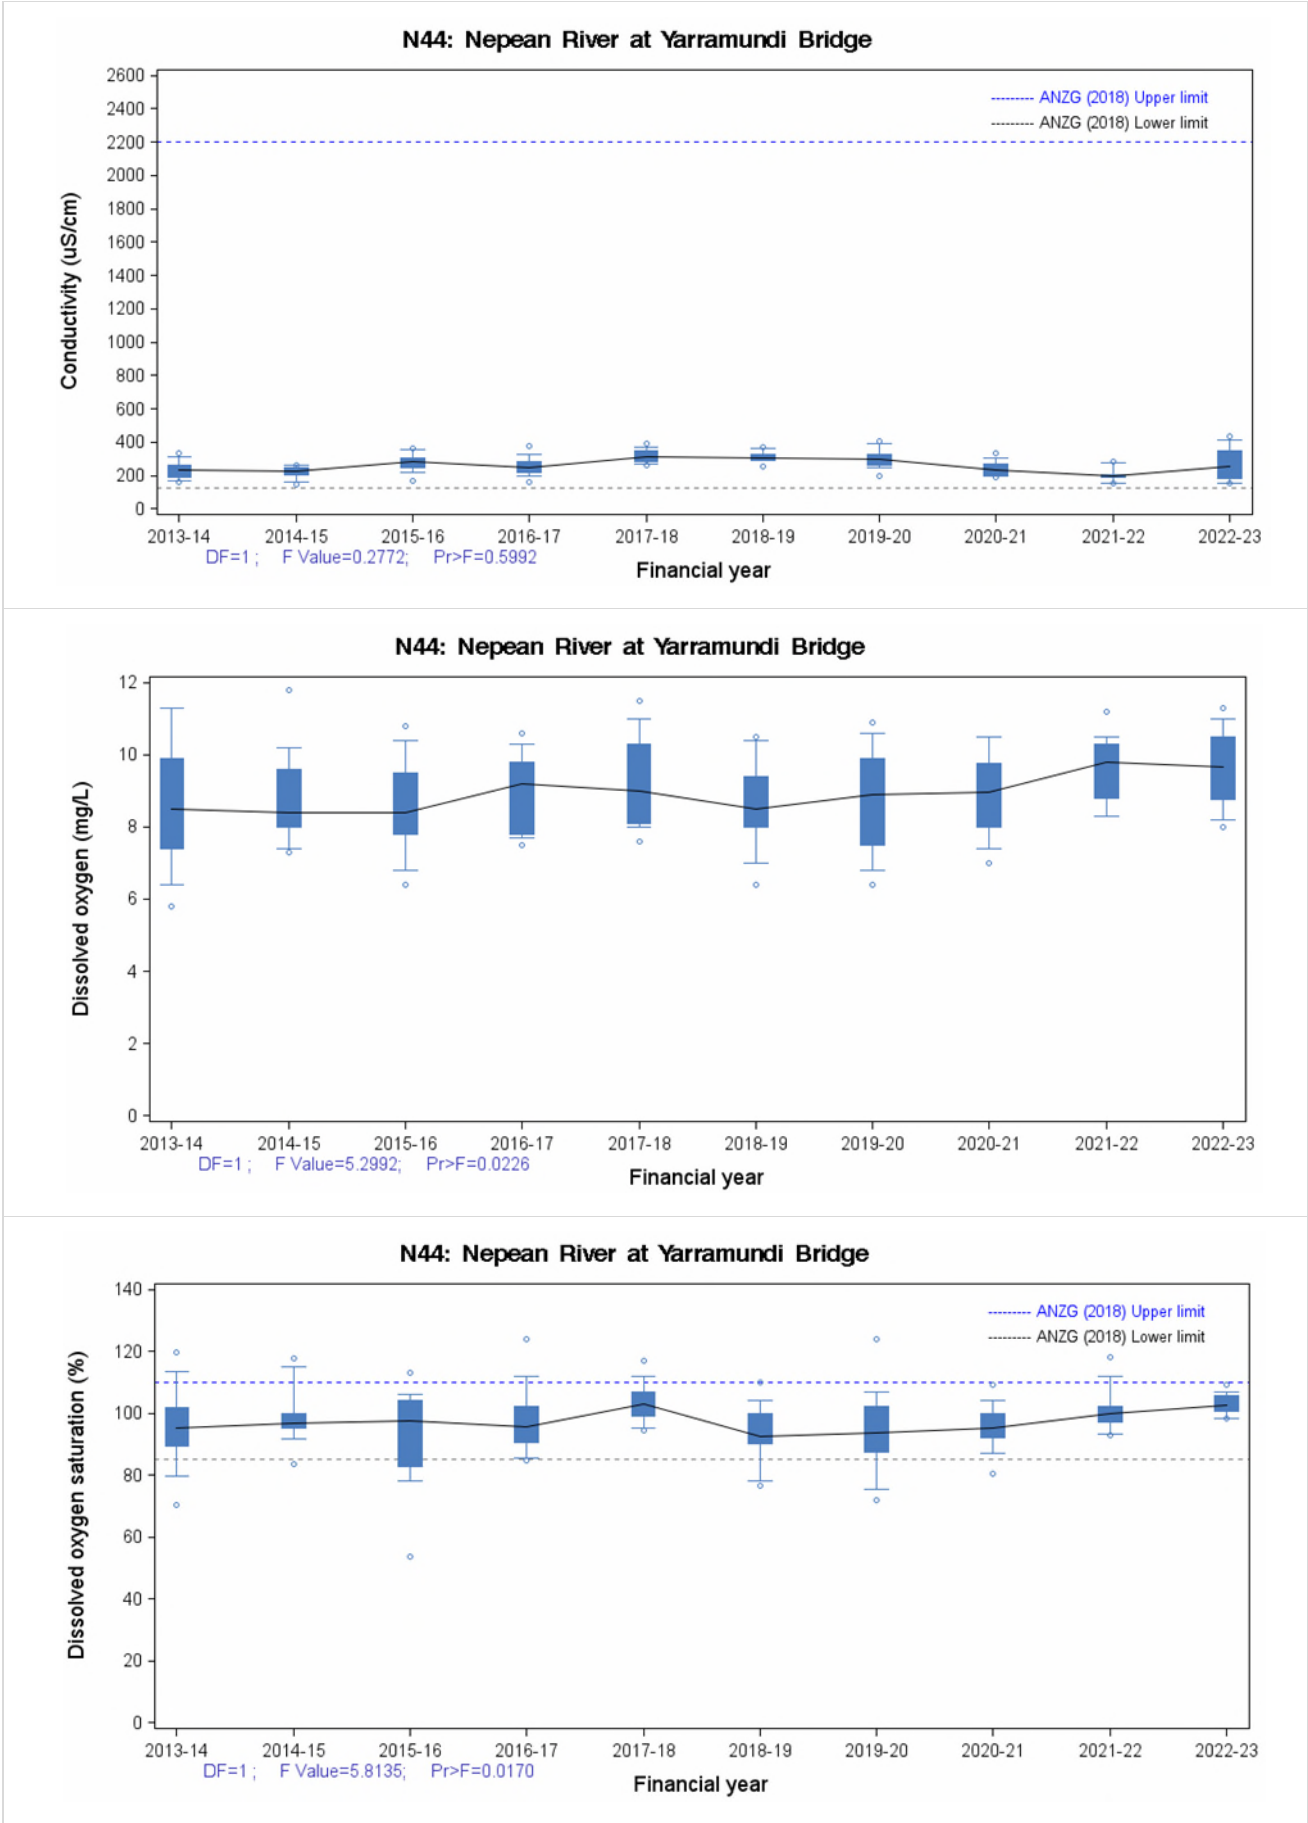 N44: Nepean River at Yarramundi Bridge
2600
2400
2200
2000
1800
1600
1400
1200
1000
800
600
400
200
0
Conductivity (uS/cm)
ANZG (2018) Upper limit
ANZG (2018) Lower limit
2013-14 2014-15 2015-16 2016-17 2017-18 2018-19 2019-20 2020-21 2021-22 2022-23
DF=1 ; F Value=0.2772; Pr>F=0.5992
Financial year
N44: Nepean River at Yarramundi Bridge
12
10
8
6
4
2
0
Dissolved oxygen (mg/L)
2013-14 2014-15 2015-16 2016-17 2017-18 2018-19 2019-20 2020-21 2021-22 2022-23
DF=1 ; F Value=5.2992; Pr>F=0.0226
Financial year
N44: Nepean River at Yarramundi Bridge
140
120
100
80
60
40
20
0
Dissolved oxygen saturation (%)
ANZG (2018) Upper limit
ANZG (2018) Lower limit
2013-14 2014-15 2015-16 2016-17 2017-18 2018-19 2019-20 2020-21 2021-22 2022-23
DF=1 ; F Value=5.8135; Pr>F=0.0170
Financial year